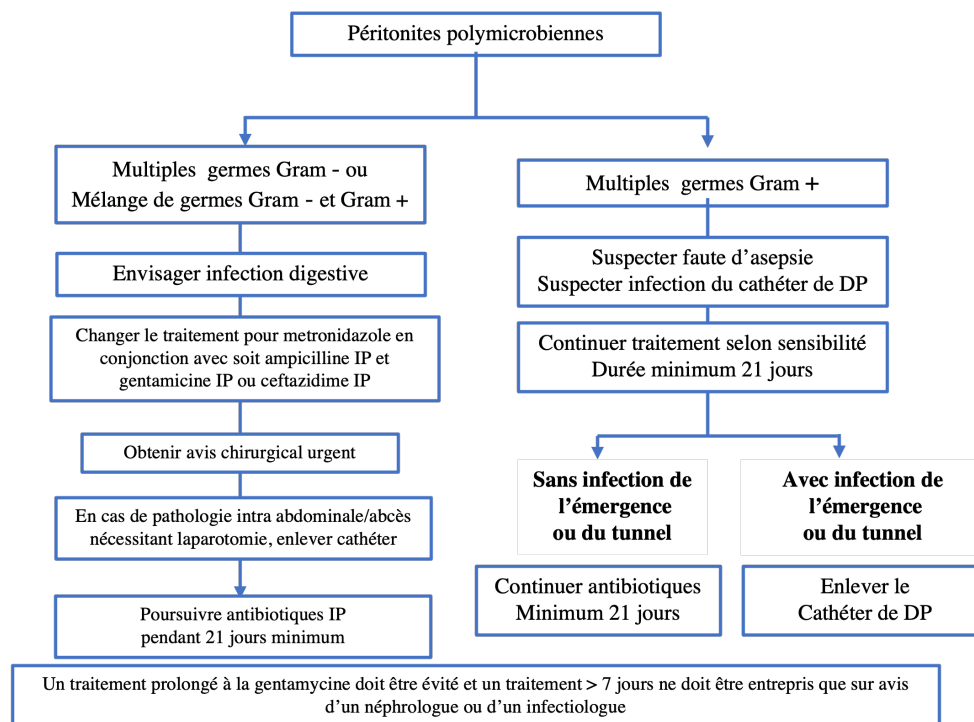 Péritonites polymicrobiennes
Multiples germes Gram - ou
Mélange de germes Gram - et Gram +
Envisager infection digestive
Changer le traitement pour metronidazole en
conjonction avec soit ampicilline IP et
gentamicine IP ou ceftazidime IP
Obtenir avis chirurgical urgent
En cas de pathologie intra abdominale/abcès
nécessitant laparotomie, enlever cathéter
Poursuivre antibiotiques IP
pendant 21 jours minimum
Multiples germes Gram +
Suspecter faute d'asepsie
Suspecter infection du cathéter de DP
Continuer traitement selon sensibilité
Durée minimum 21 jours
Sans infection de
l'émergence
ou du tunnel
Continuer antibiotiques
Minimum 21 jours
Avec infection de
l'émergence
ou du tunnel
Enlever le
Cathéter de DP
Un traitement prolongé à la gentamycine doit être évité et un traitement > 7 jours ne doit être entrepris que sur avis
d'un néphrologue ou d'un infectiologue